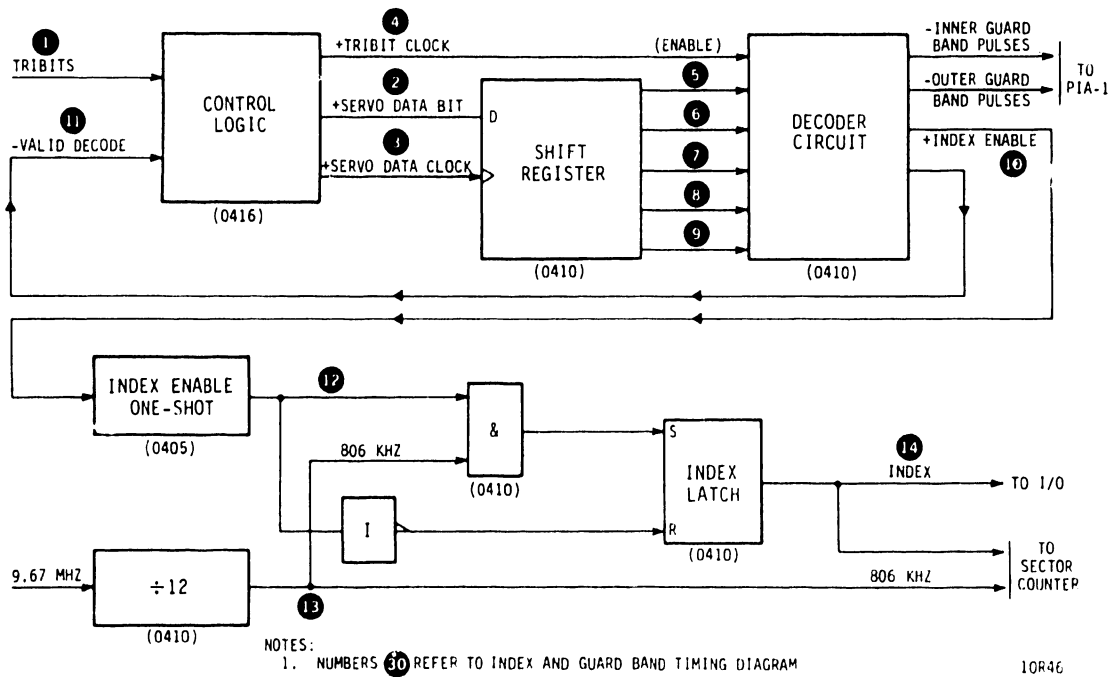 4
+TRIBIT CLOCK
(ENABLE)
-INNER GUARD
BAND PULSES
1
TRIBITS
TO
PIA-1
5
-OUTER GUARD
BAND PULSES
2
+SERVO DATA BIT
D
CONTROL
LOGIC
6
DECODER
CIRCUIT
11
-VALID DECODE
3
+SERVO DATA CLOCK
SHIFT
REGISTER
7
+INDEX ENABLE
10
8
9
(0416)
(0410)
(0410)
INDEX ENABLE
ONE-SHOT
(0405)
12
&
806 KHZ
(0410)
S
INDEX
LATCH
R
(0410)
14
INDEX
TO I/O
I
9.67 MHZ
÷12
(0410)
13
806 KHZ
TO
SECTOR
COUNTER
NOTES:
1. NUMBERS 30 REFER TO INDEX AND GUARD BAND TIMING DIAGRAM
10R46